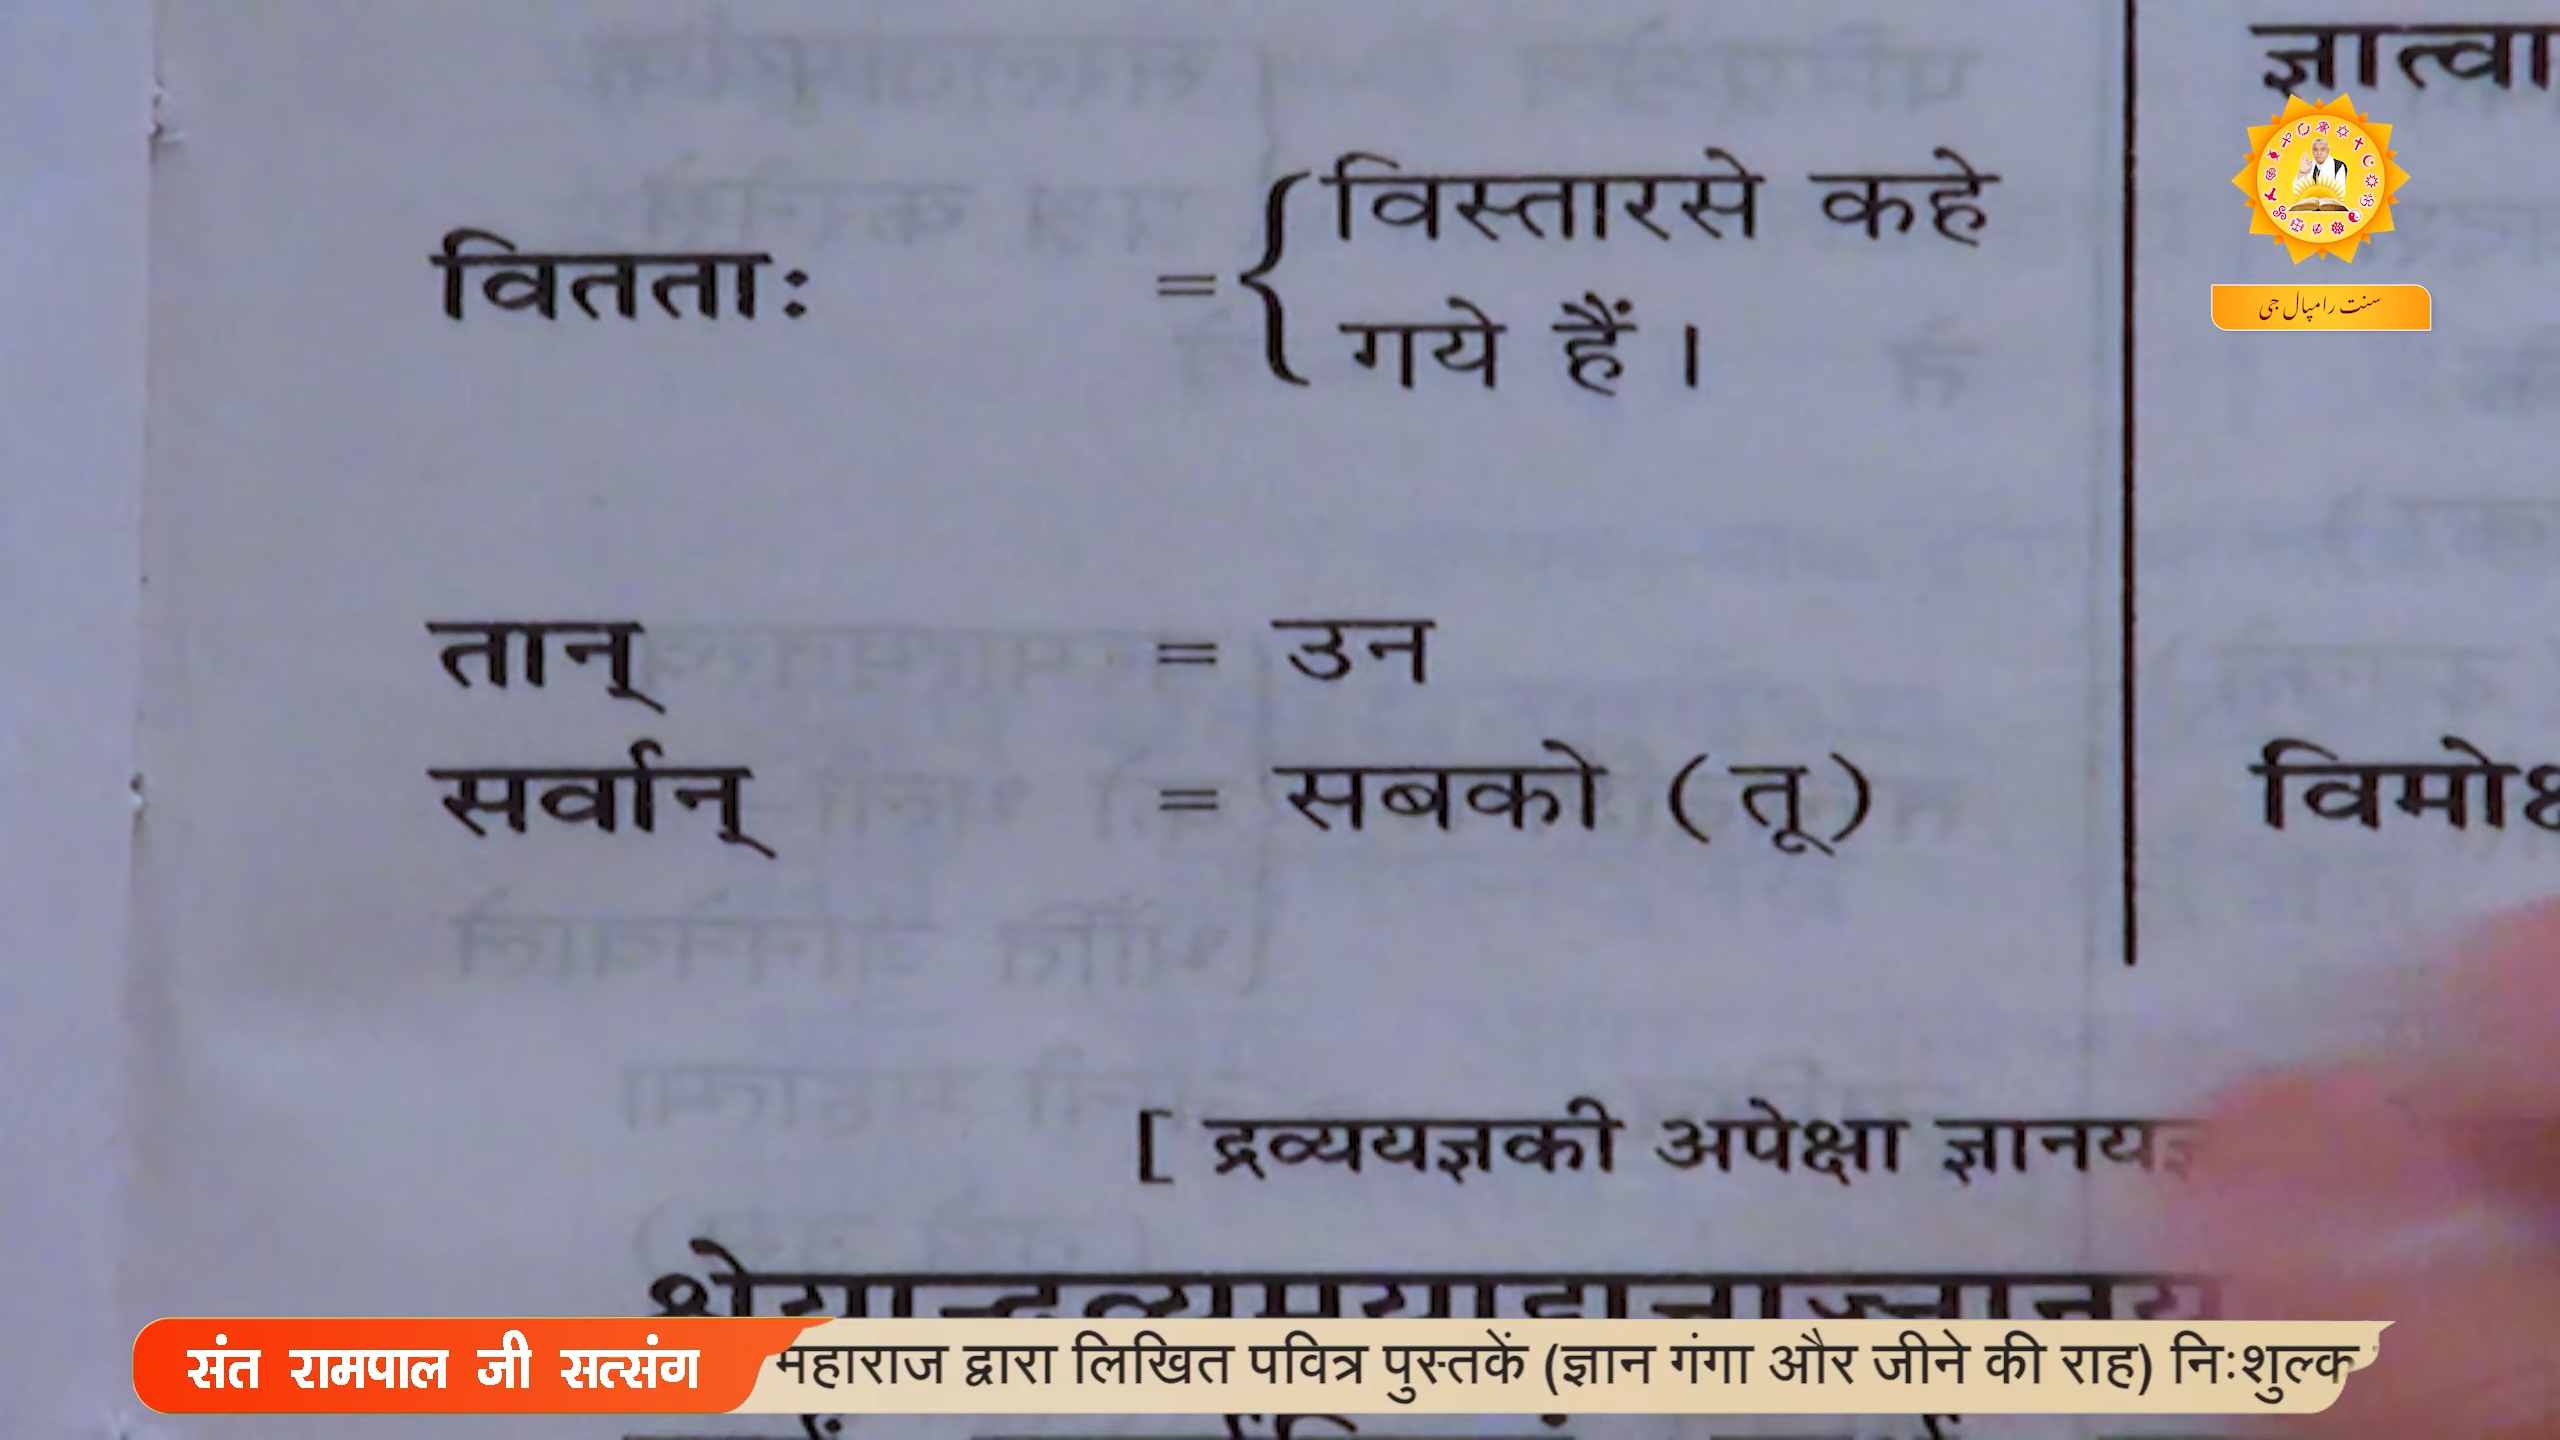 ज्ञात्वा
सन्त रामपाल जी
वितताः = { विस्तारसे कहे
गये हैं ।
तान् = उन
सर्वान् = सबको ( तू )
[ द्रव्ययज्ञकी अपेक्षा
संत रामपाल जी सत्संग
महाराज द्वारा लिखित पवित्र पुस्तकें (ज्ञान गंगा और जीने की राह) निःशुल्क